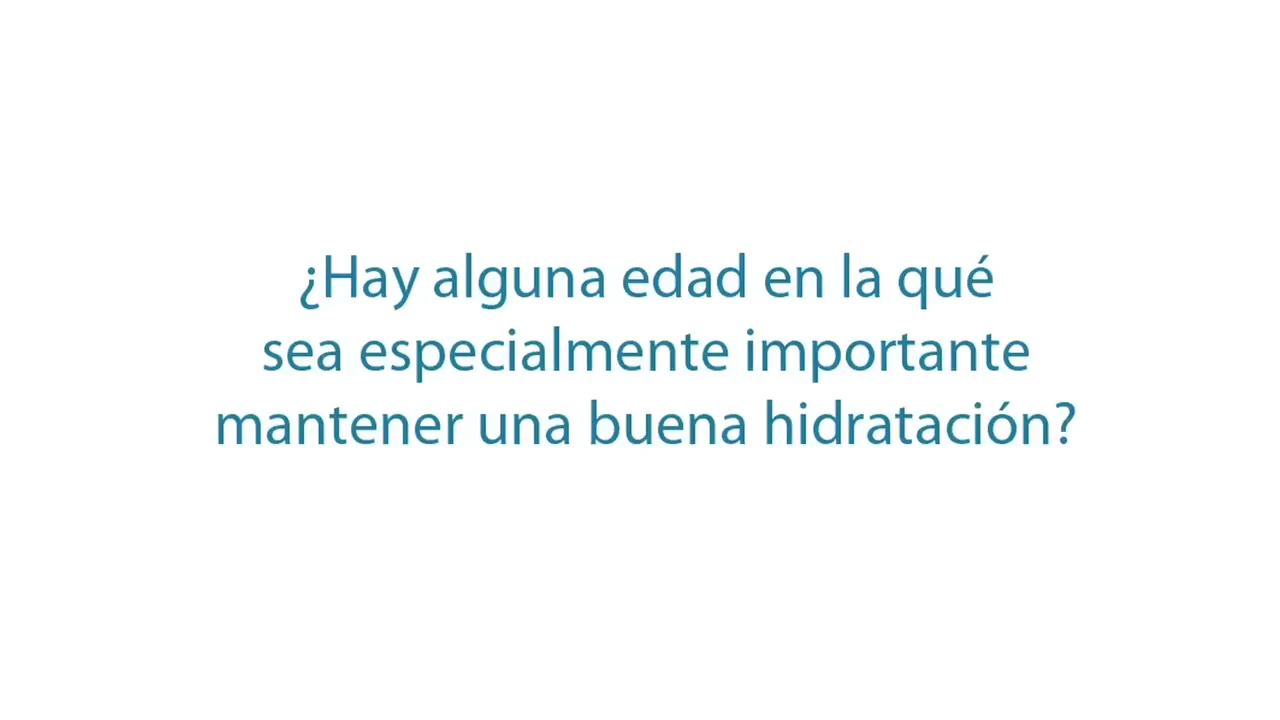 ¿Hay alguna edad en la qué
sea especialmente importante
mantener una buena hidratación?